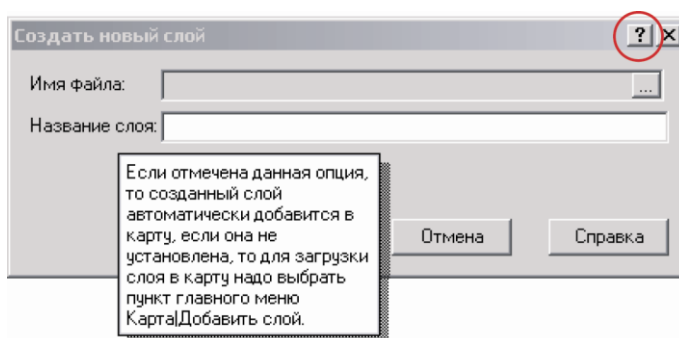 Создать новый слой
? ×
Имя файла:
...
Название слоя:
Если отмечена данная опция,
то созданный слой
автоматически добавится в
карту, если она не
установлена, то для загрузки
слоя в карту надо выбрать
пункт главного меню
Карта|Добавить слой.
Отмена
Справка